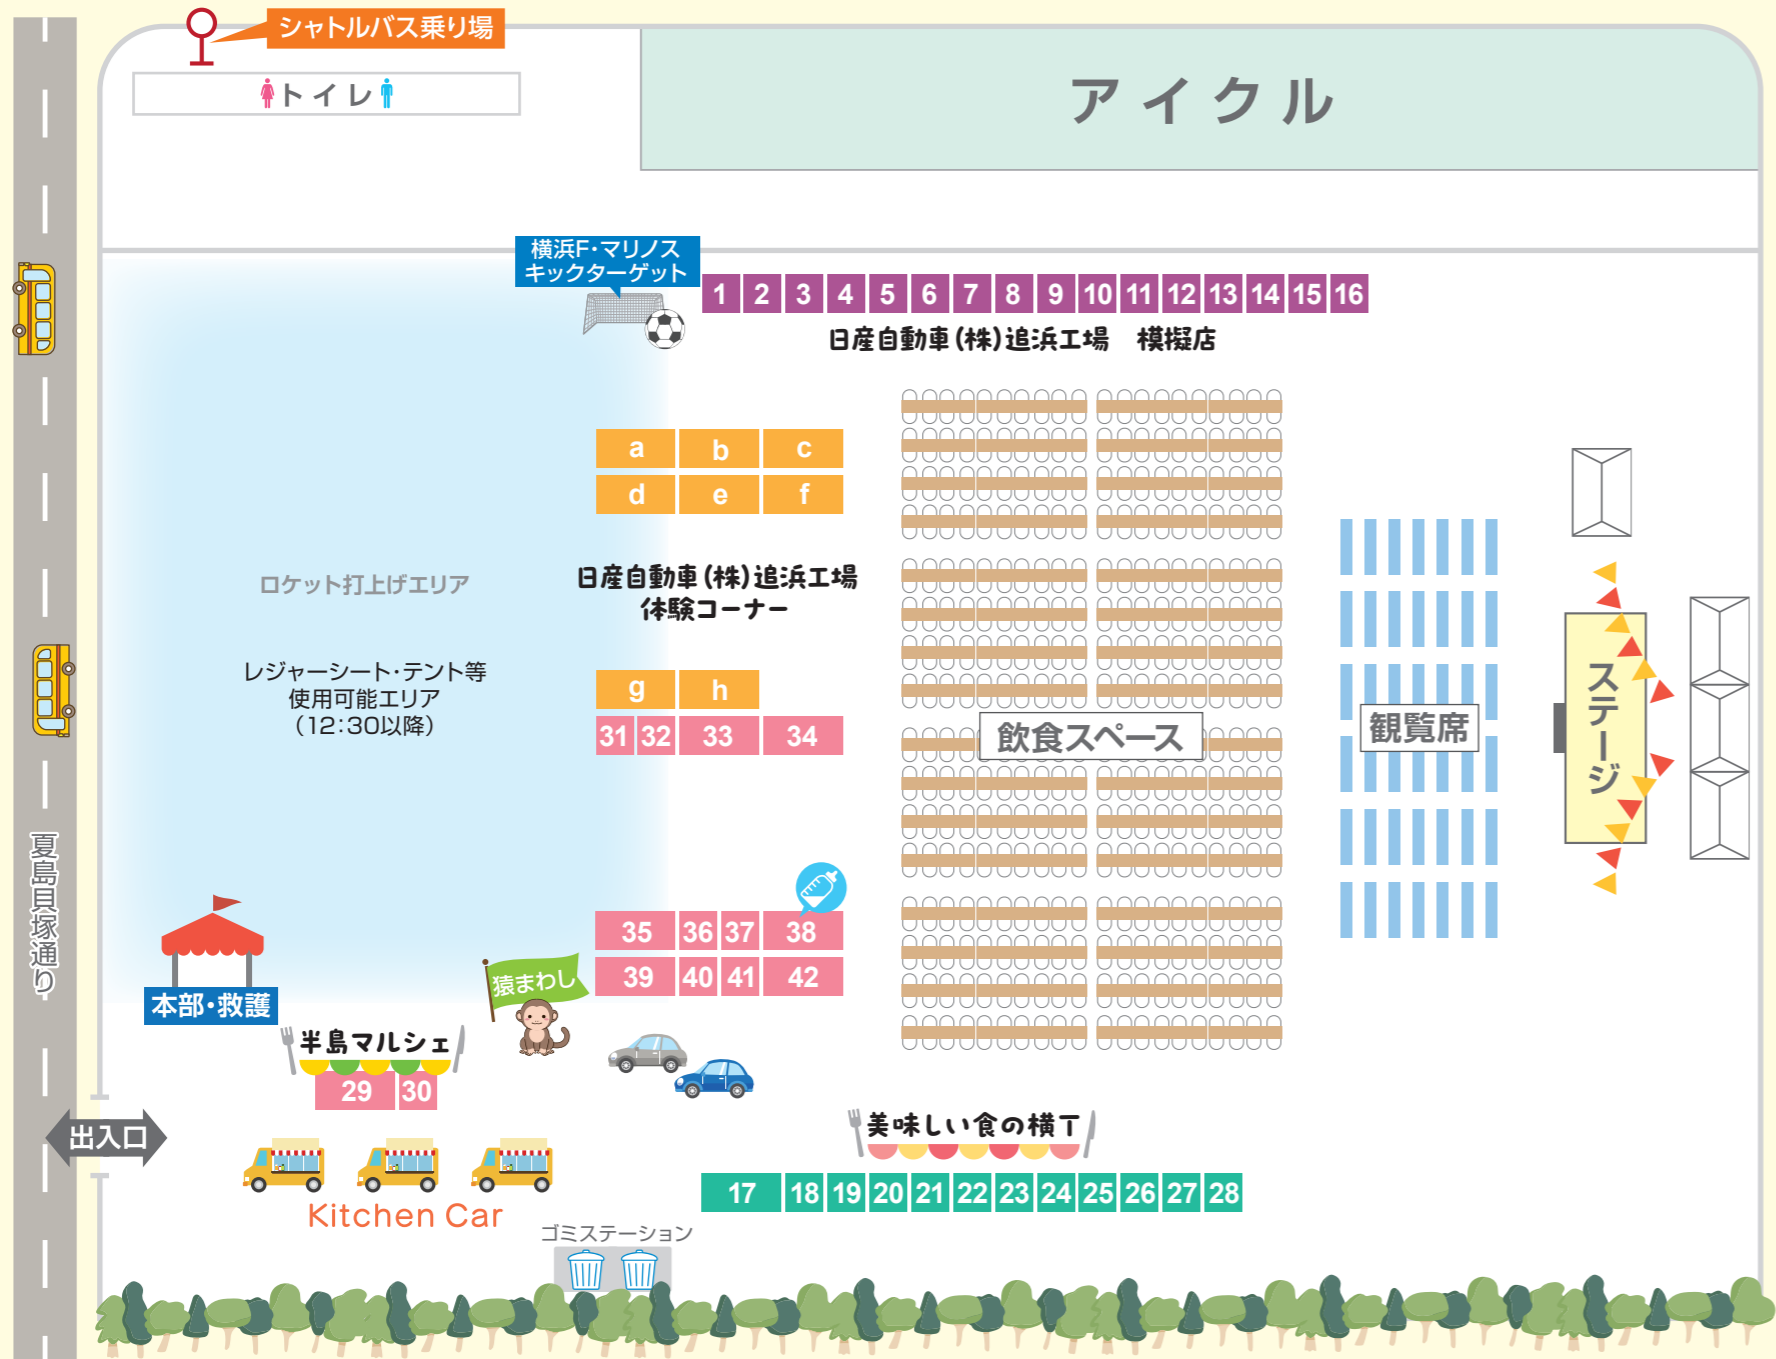 シャトルバス乗り場
トイレ
アイクル
横浜F・マリノス
キックターゲット
1 2 3 4 5 6 7 8 9 10 11 12 13 14 15 16
日産自動車(株)追浜工場 模擬店
a b c
d e f
ロケット打上げエリア
日産自動車(株)追浜工場
体験コーナー
レジャーシート・テント等
使用可能エリア
(12:30以降)
g h
31 32 33 34
飲食スペース
観覧席
ステージ
夏島貝塚通り
35 36 37 38
39 40 41 42
猿まわし
本部・救護
半島マルシェ
29 30
出入口
美味しい食の横丁
17 18 19 20 21 22 23 24 25 26 27 28
Kitchen Car
ゴミステーション